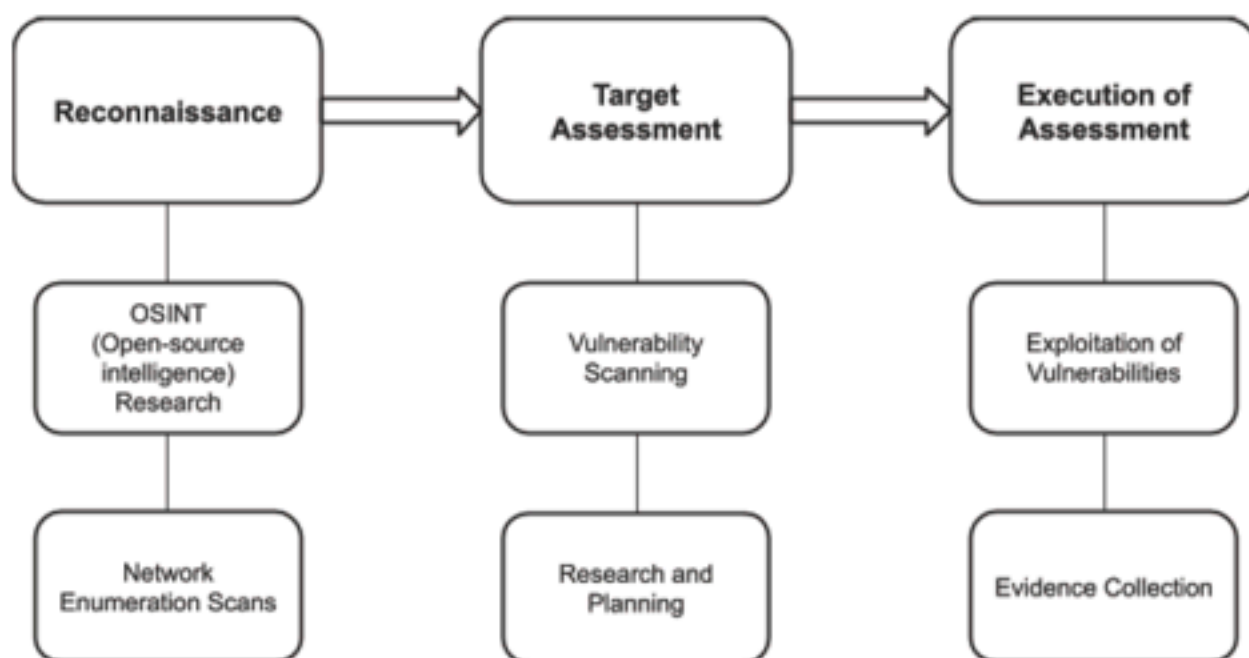 Reconnaissance
Target
Assessment
Execution of
Assessment
OSINT
(Open-source
intelligence)
Research
Vulnerability
Scanning
Exploitation of
Vulnerabilities
Network
Enumeration Scans
Research and
Planning
Evidence Collection